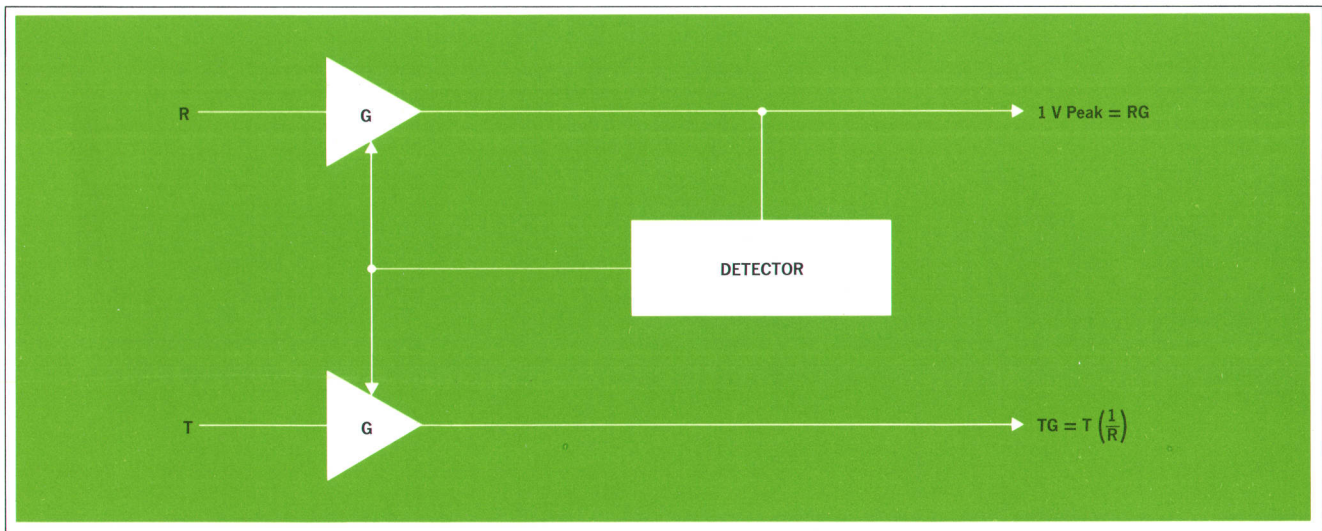 R
G
1 V Peak = RG
DETECTOR
T
G
TG = T (1/R)